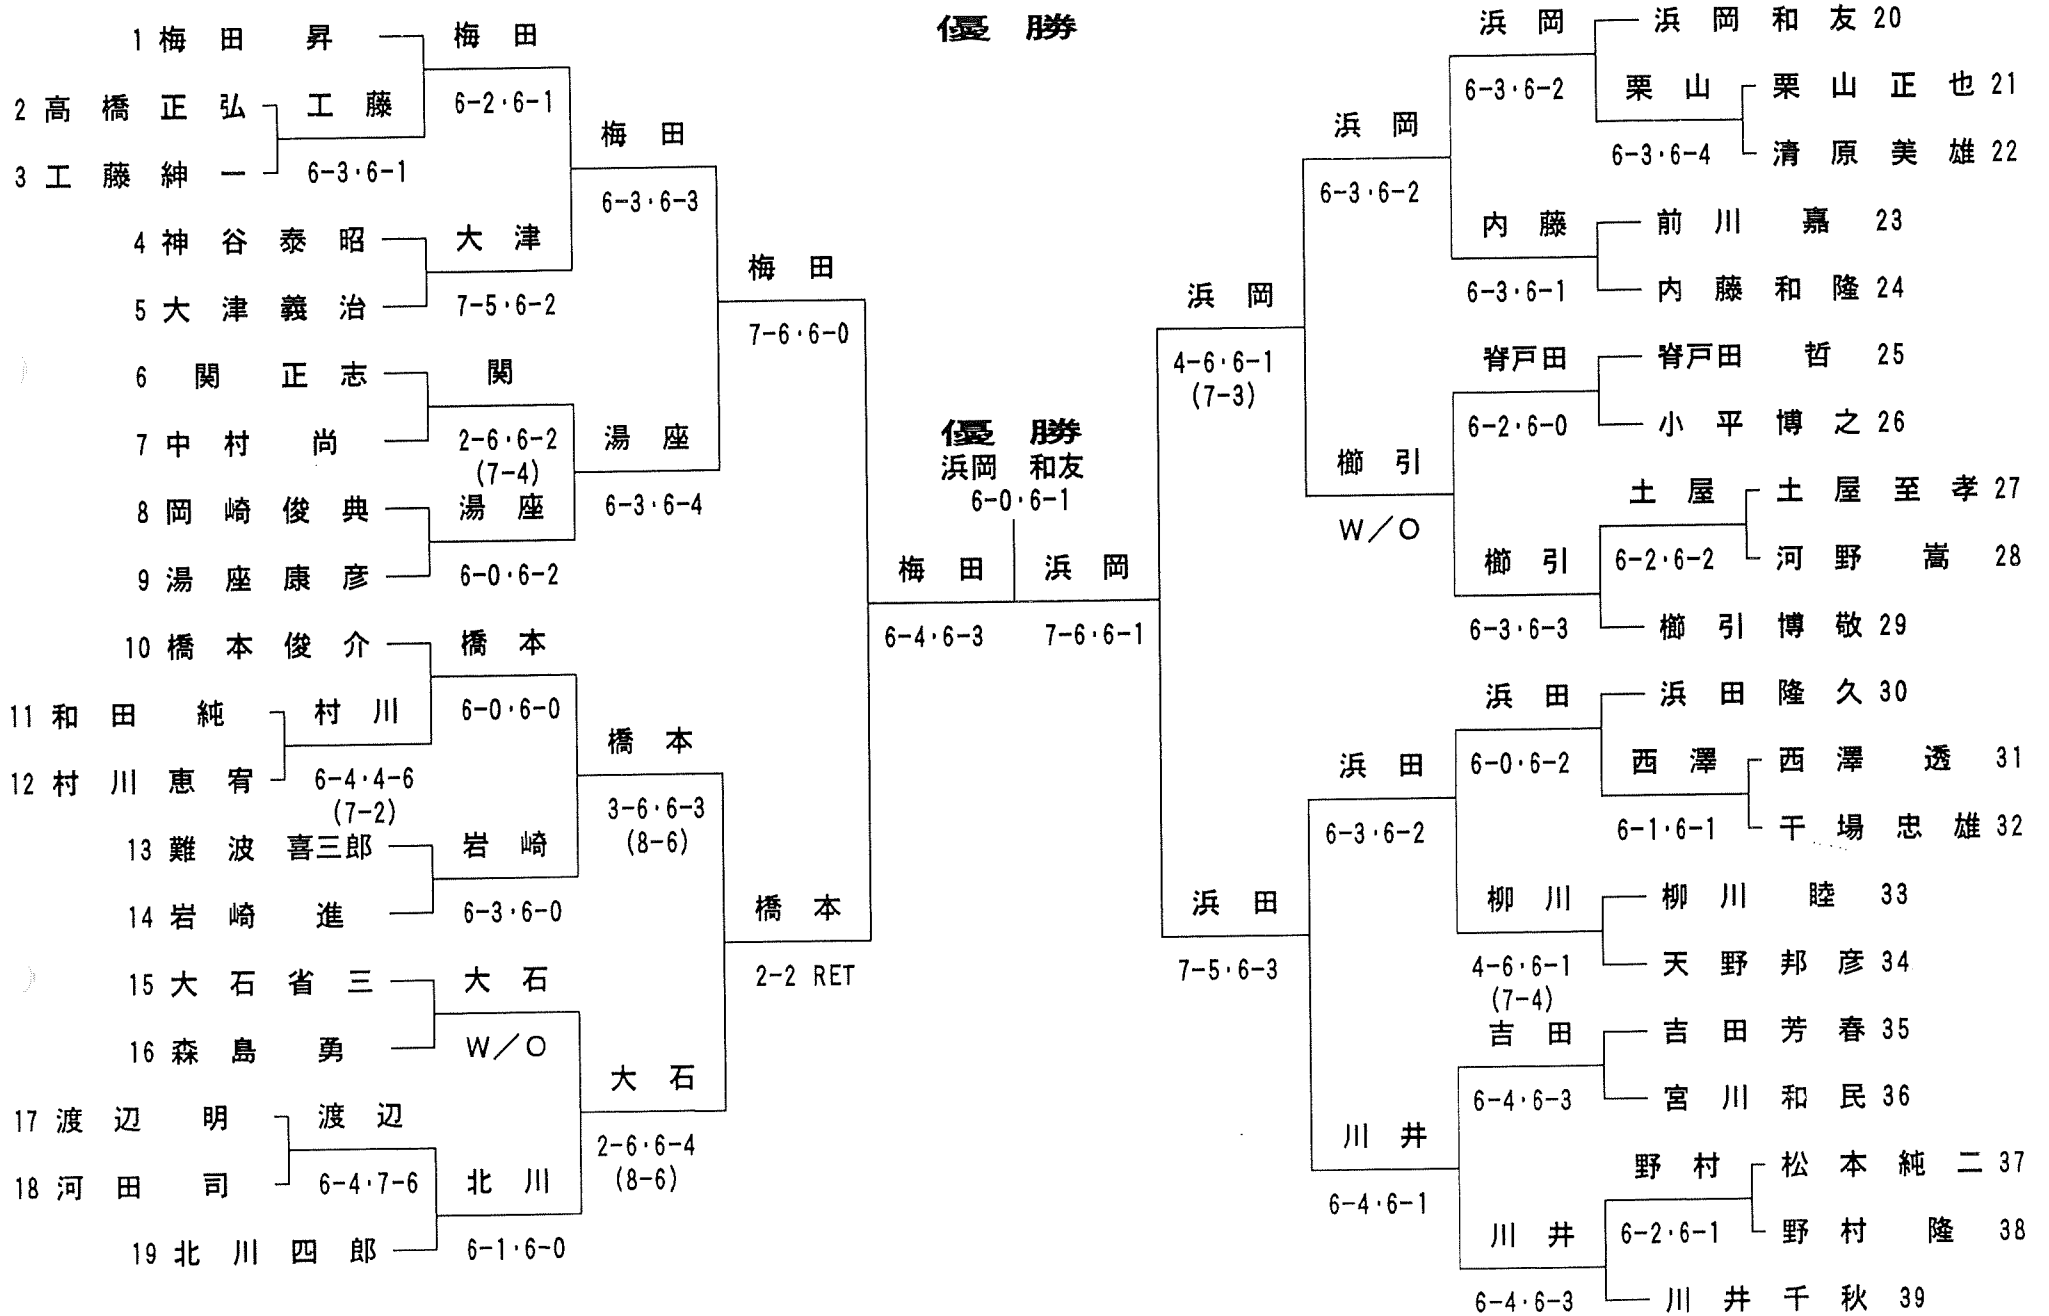 優勝
1 梅田 昇
2 高橋正弘
3 工藤紳一
4 神谷泰昭
5 大津義治
6 関 正志
7 中村 尚
8 岡崎俊典
9 湯座康彦
10 橋本俊介
11 和田 純
12 村川恵宥
13 難波喜三郎
14 岩崎 進
15 大石省三
16 森島 勇
17 渡辺 明
18 河田 司
19 北川四郎
工藤
6-3・6-1
村川
6-4・4-6
(7-2)
渡辺
6-4・7-6
梅田
6-2・6-1
大津
7-5・6-2
関
2-6・6-2
(7-4)
湯座
6-0・6-2
橋本
6-0・6-0
岩崎
6-3・6-0
大石
W/O
北川
6-1・6-0
梅田
6-3・6-3
湯座
6-3・6-4
橋本
3-6・6-3
(8-6)
大石
2-6・6-4
(8-6)
梅田
7-6・6-0
橋本
2-2 RET
優勝
浜岡 和友
6-0・6-1
梅田
6-4・6-3
浜岡
7-6・6-1
浜岡
4-6・6-1
(7-3)
浜田
7-5・6-3
浜岡
6-3・6-2
櫛引
W/O
浜田
6-3・6-2
川井
6-4・6-1
浜岡
6-3・6-2
内藤
6-3・6-1
脊戸田
6-2・6-0
櫛引
6-3・6-3
浜田
6-0・6-2
柳川
4-6・6-1
(7-4)
吉田
6-4・6-3
川井
6-4・6-3
栗山
6-3・6-4
土屋
6-2・6-2
西澤
6-1・6-1
野村
6-2・6-1
浜岡和友 20
栗山正也 21
清原美雄 22
前川 嘉 23
内藤和隆 24
脊戸田 哲 25
小平博之 26
土屋至孝 27
河野 嵩 28
櫛引博敬 29
浜田隆久 30
西澤 透 31
干場忠雄 32
柳川 睦 33
天野邦彦 34
吉田芳春 35
宮川和民 36
松本純二 37
野村 隆 38
川井千秋 39